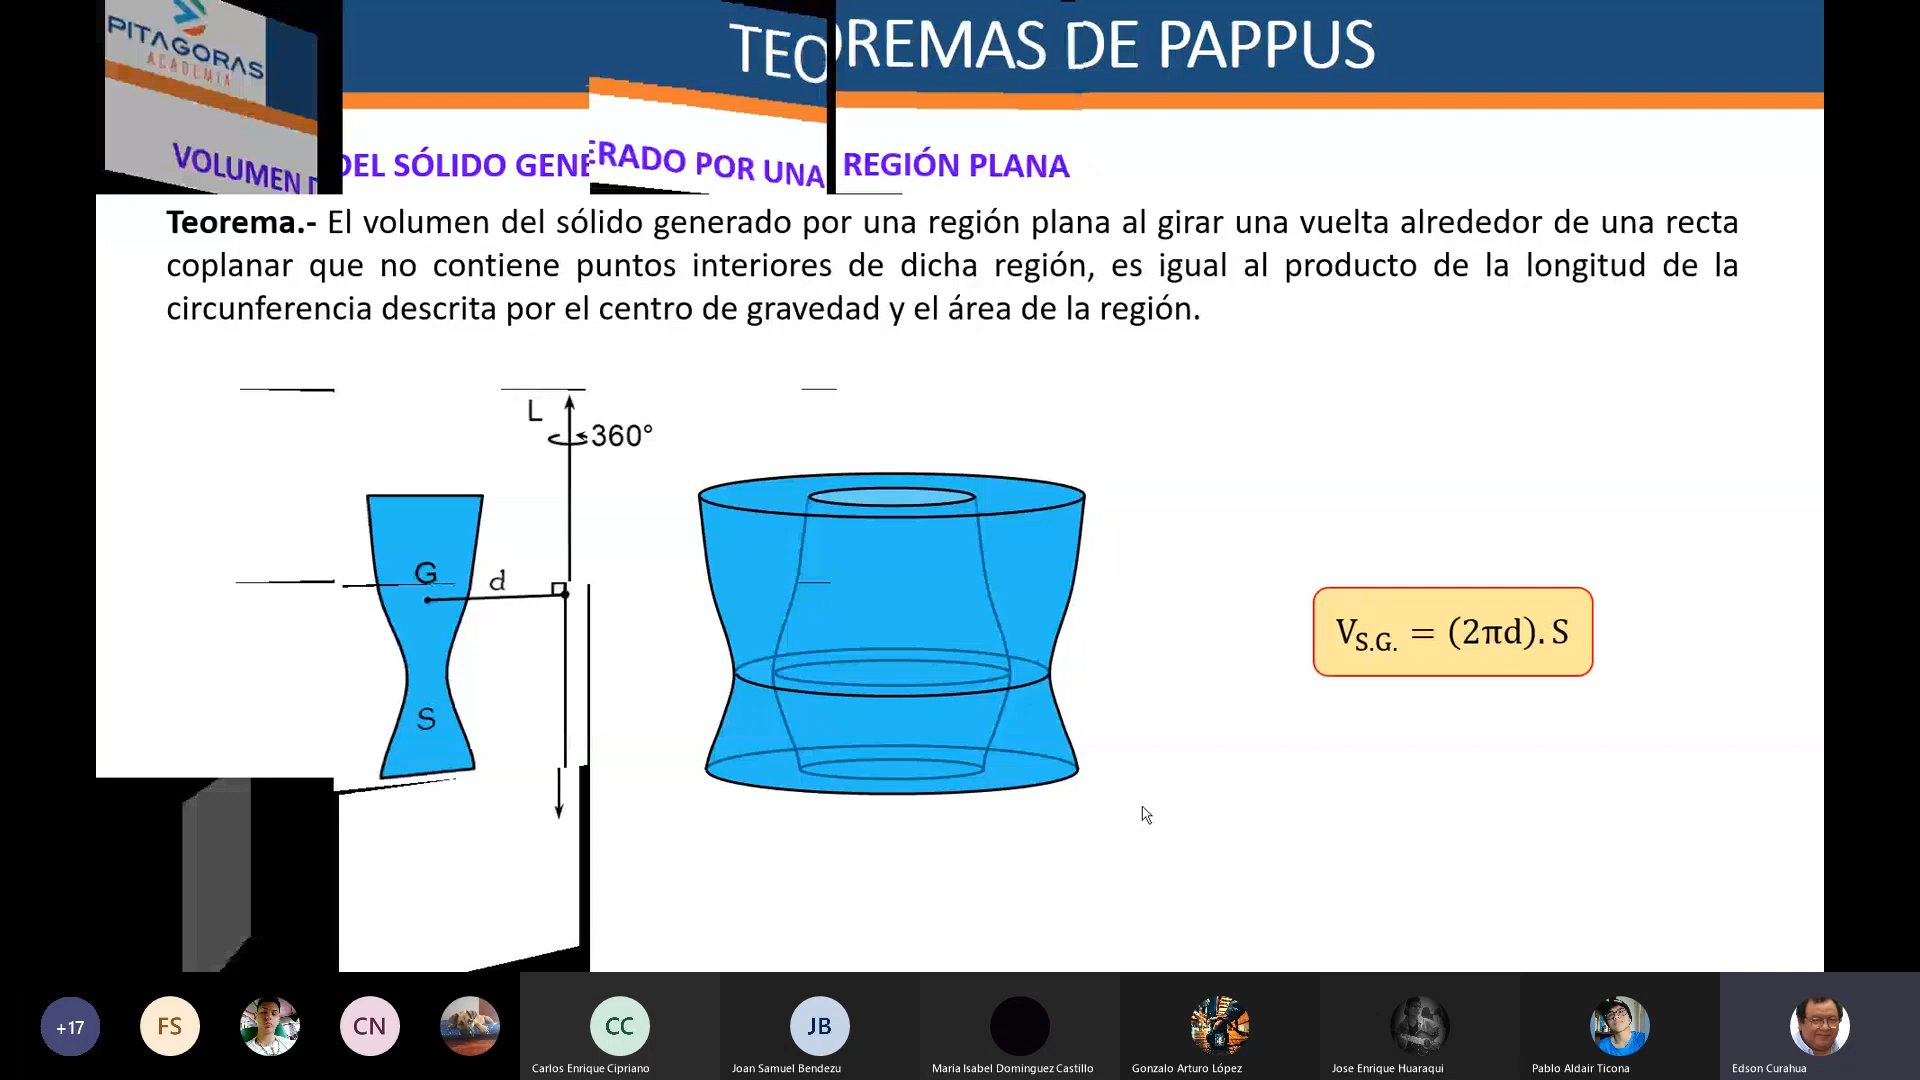 PITAGORAS
ACADEMIA
TEOREMAS DE PAPPUS
VOLUMEN DEL SÓLIDO GENERADO POR UNA REGIÓN PLANA
Teorema.- El volumen del sólido generado por una región plana al girar una vuelta alrededor de una recta
coplanar que no contiene puntos interiores de dicha región, es igual al producto de la longitud de la
circunferencia descrita por el centro de gravedad y el área de la región.
L
360°
G
d
S
V_S.G. = (2πd).S
+17
FS
CN
CC
JB
Carlos Enrique Cipriano
Joan Samuel Bendezu
Maria Isabel Dominguez Castillo
Gonzalo Arturo López
Jose Enrique Huaraqui
Pablo Aldair Ticona
Edson Curahua